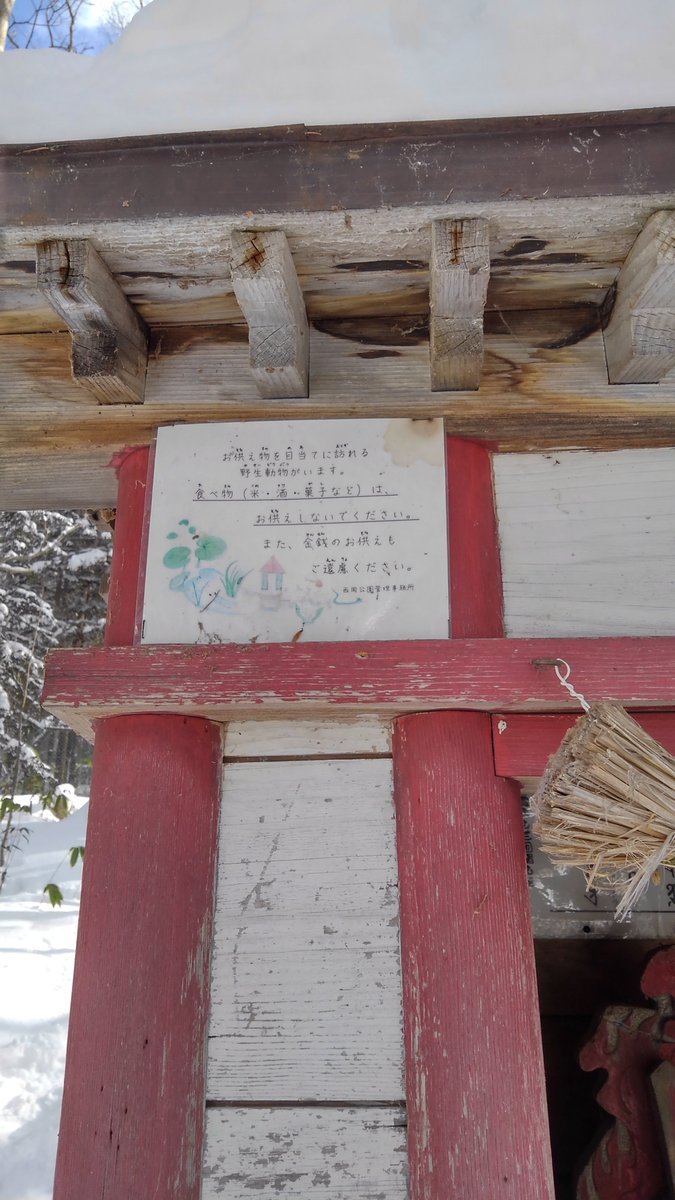 お供え物を目当てに訪れる
野生動物がいます。
食べ物（米・酒・菓子など）は、
お供えしないでください。
また、金銭のお供えも
ご遠慮ください。
西岡公園管理事務所